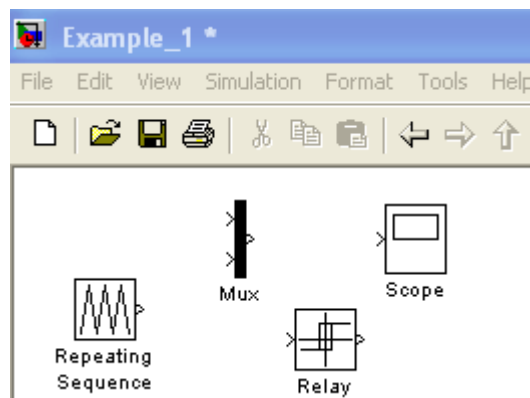 Example_1 *
File Edit View Simulation Format Tools Help
Mux
Scope
Repeating
Sequence
Relay